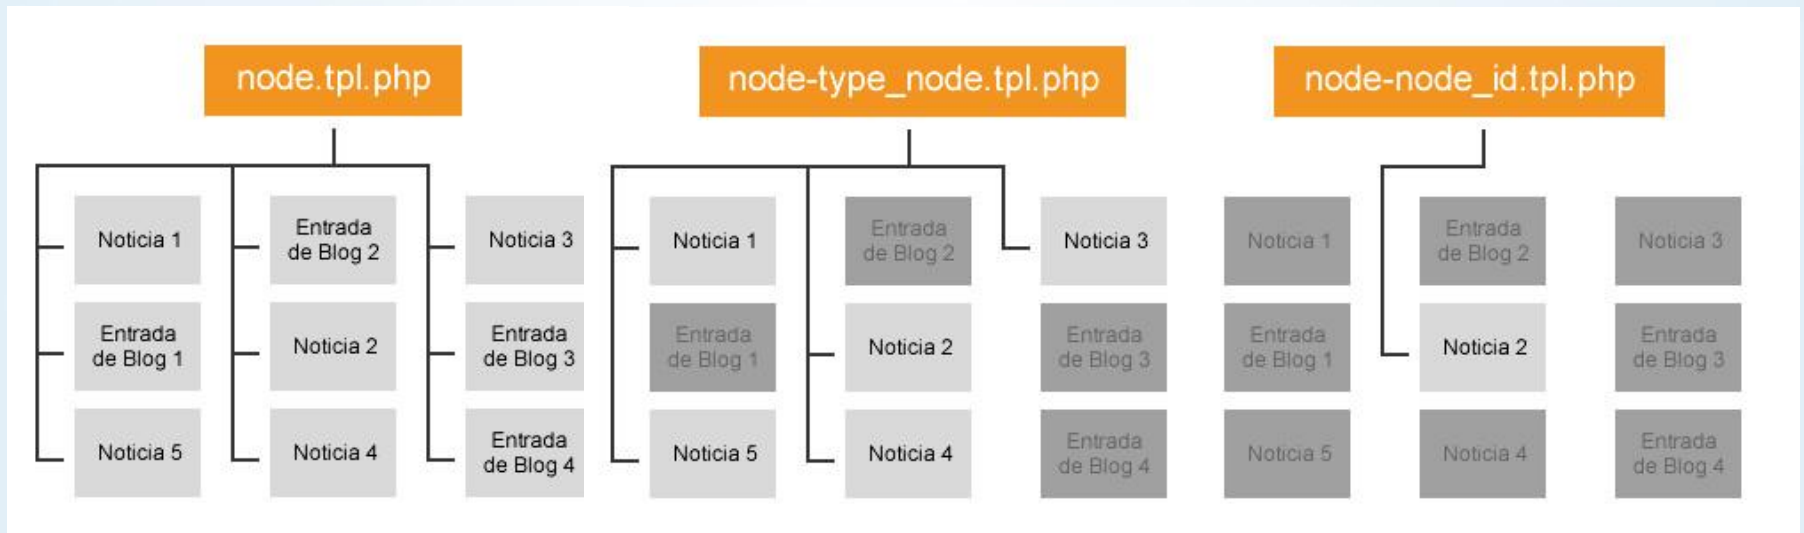 node.tpl.php
Noticia 1
Entrada
de Blog 2
Noticia 3
Entrada
de Blog 1
Noticia 2
Entrada
de Blog 3
Noticia 5
Noticia 4
Entrada
de Blog 4
node-type_node.tpl.php
Noticia 1
Entrada
de Blog 2
Noticia 3
Entrada
de Blog 1
Noticia 2
Entrada
de Blog 3
Noticia 5
Noticia 4
Entrada
de Blog 4
node-node_id.tpl.php
Noticia 1
Entrada
de Blog 2
Noticia 3
Entrada
de Blog 1
Noticia 2
Entrada
de Blog 3
Noticia 5
Noticia 4
Entrada
de Blog 4